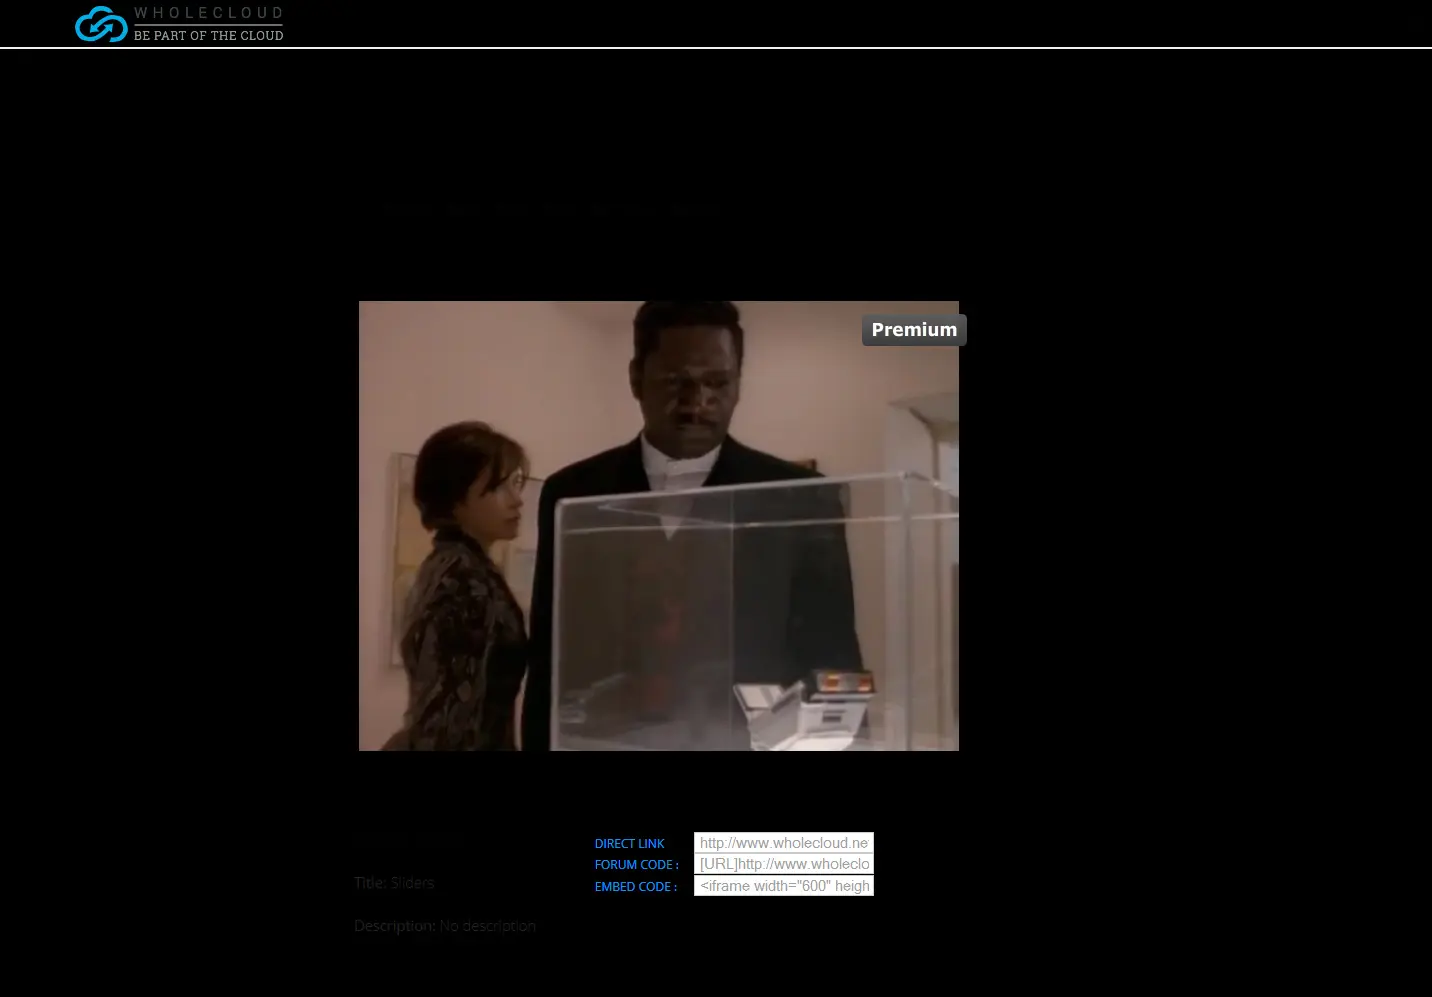 WHOLECLOUD
BE PART OF THE CLOUD
Premium
DIRECT LINK http://www.wholecloud.ne
FORUM CODE : [URL]http://www.wholeclo
EMBED CODE : <iframe width="600" heigh
Title: Sliders
Description: No description